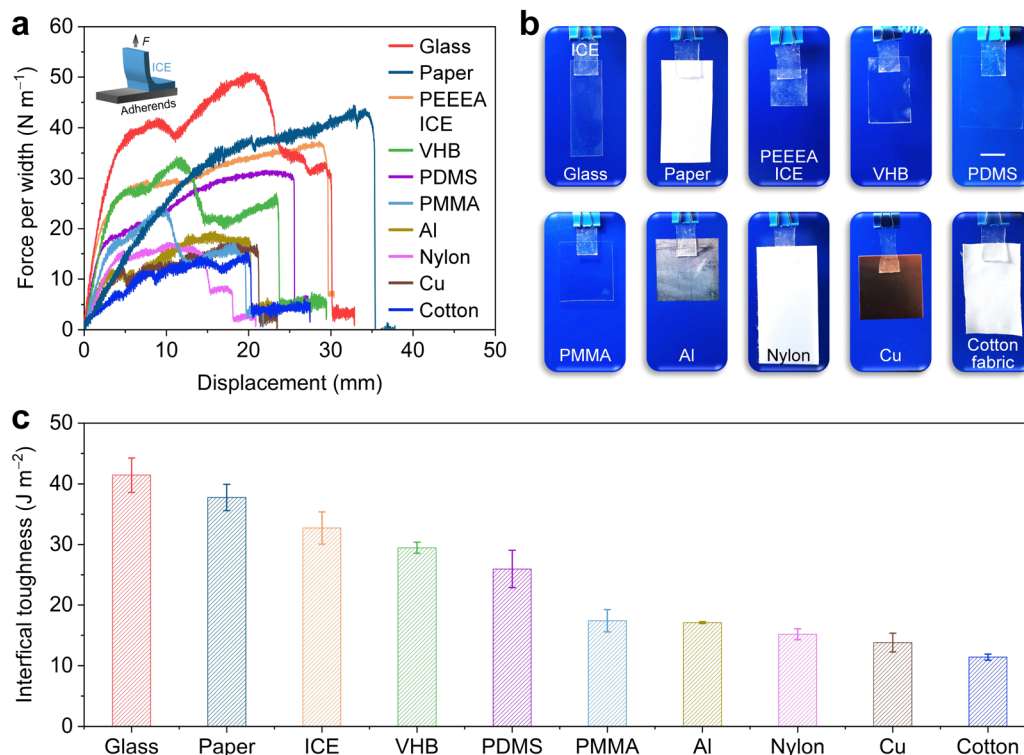 a
Force per width (N m⁻¹)
60
50
40
30
20
10
0
0 10 20 30 40 50
Displacement (mm)
F
ICE
Adherends
Glass
Paper
PEEEA
ICE
VHB
PDMS
PMMA
Al
Nylon
Cu
Cotton
b
ICE
Glass
Paper
PEEEA
ICE
VHB
PDMS
PMMA
Al
Nylon
Cu
Cotton
fabric
c
Interfical toughness (J m⁻²)
50
40
30
20
10
0
Glass Paper ICE VHB PDMS PMMA Al Nylon Cu Cotton